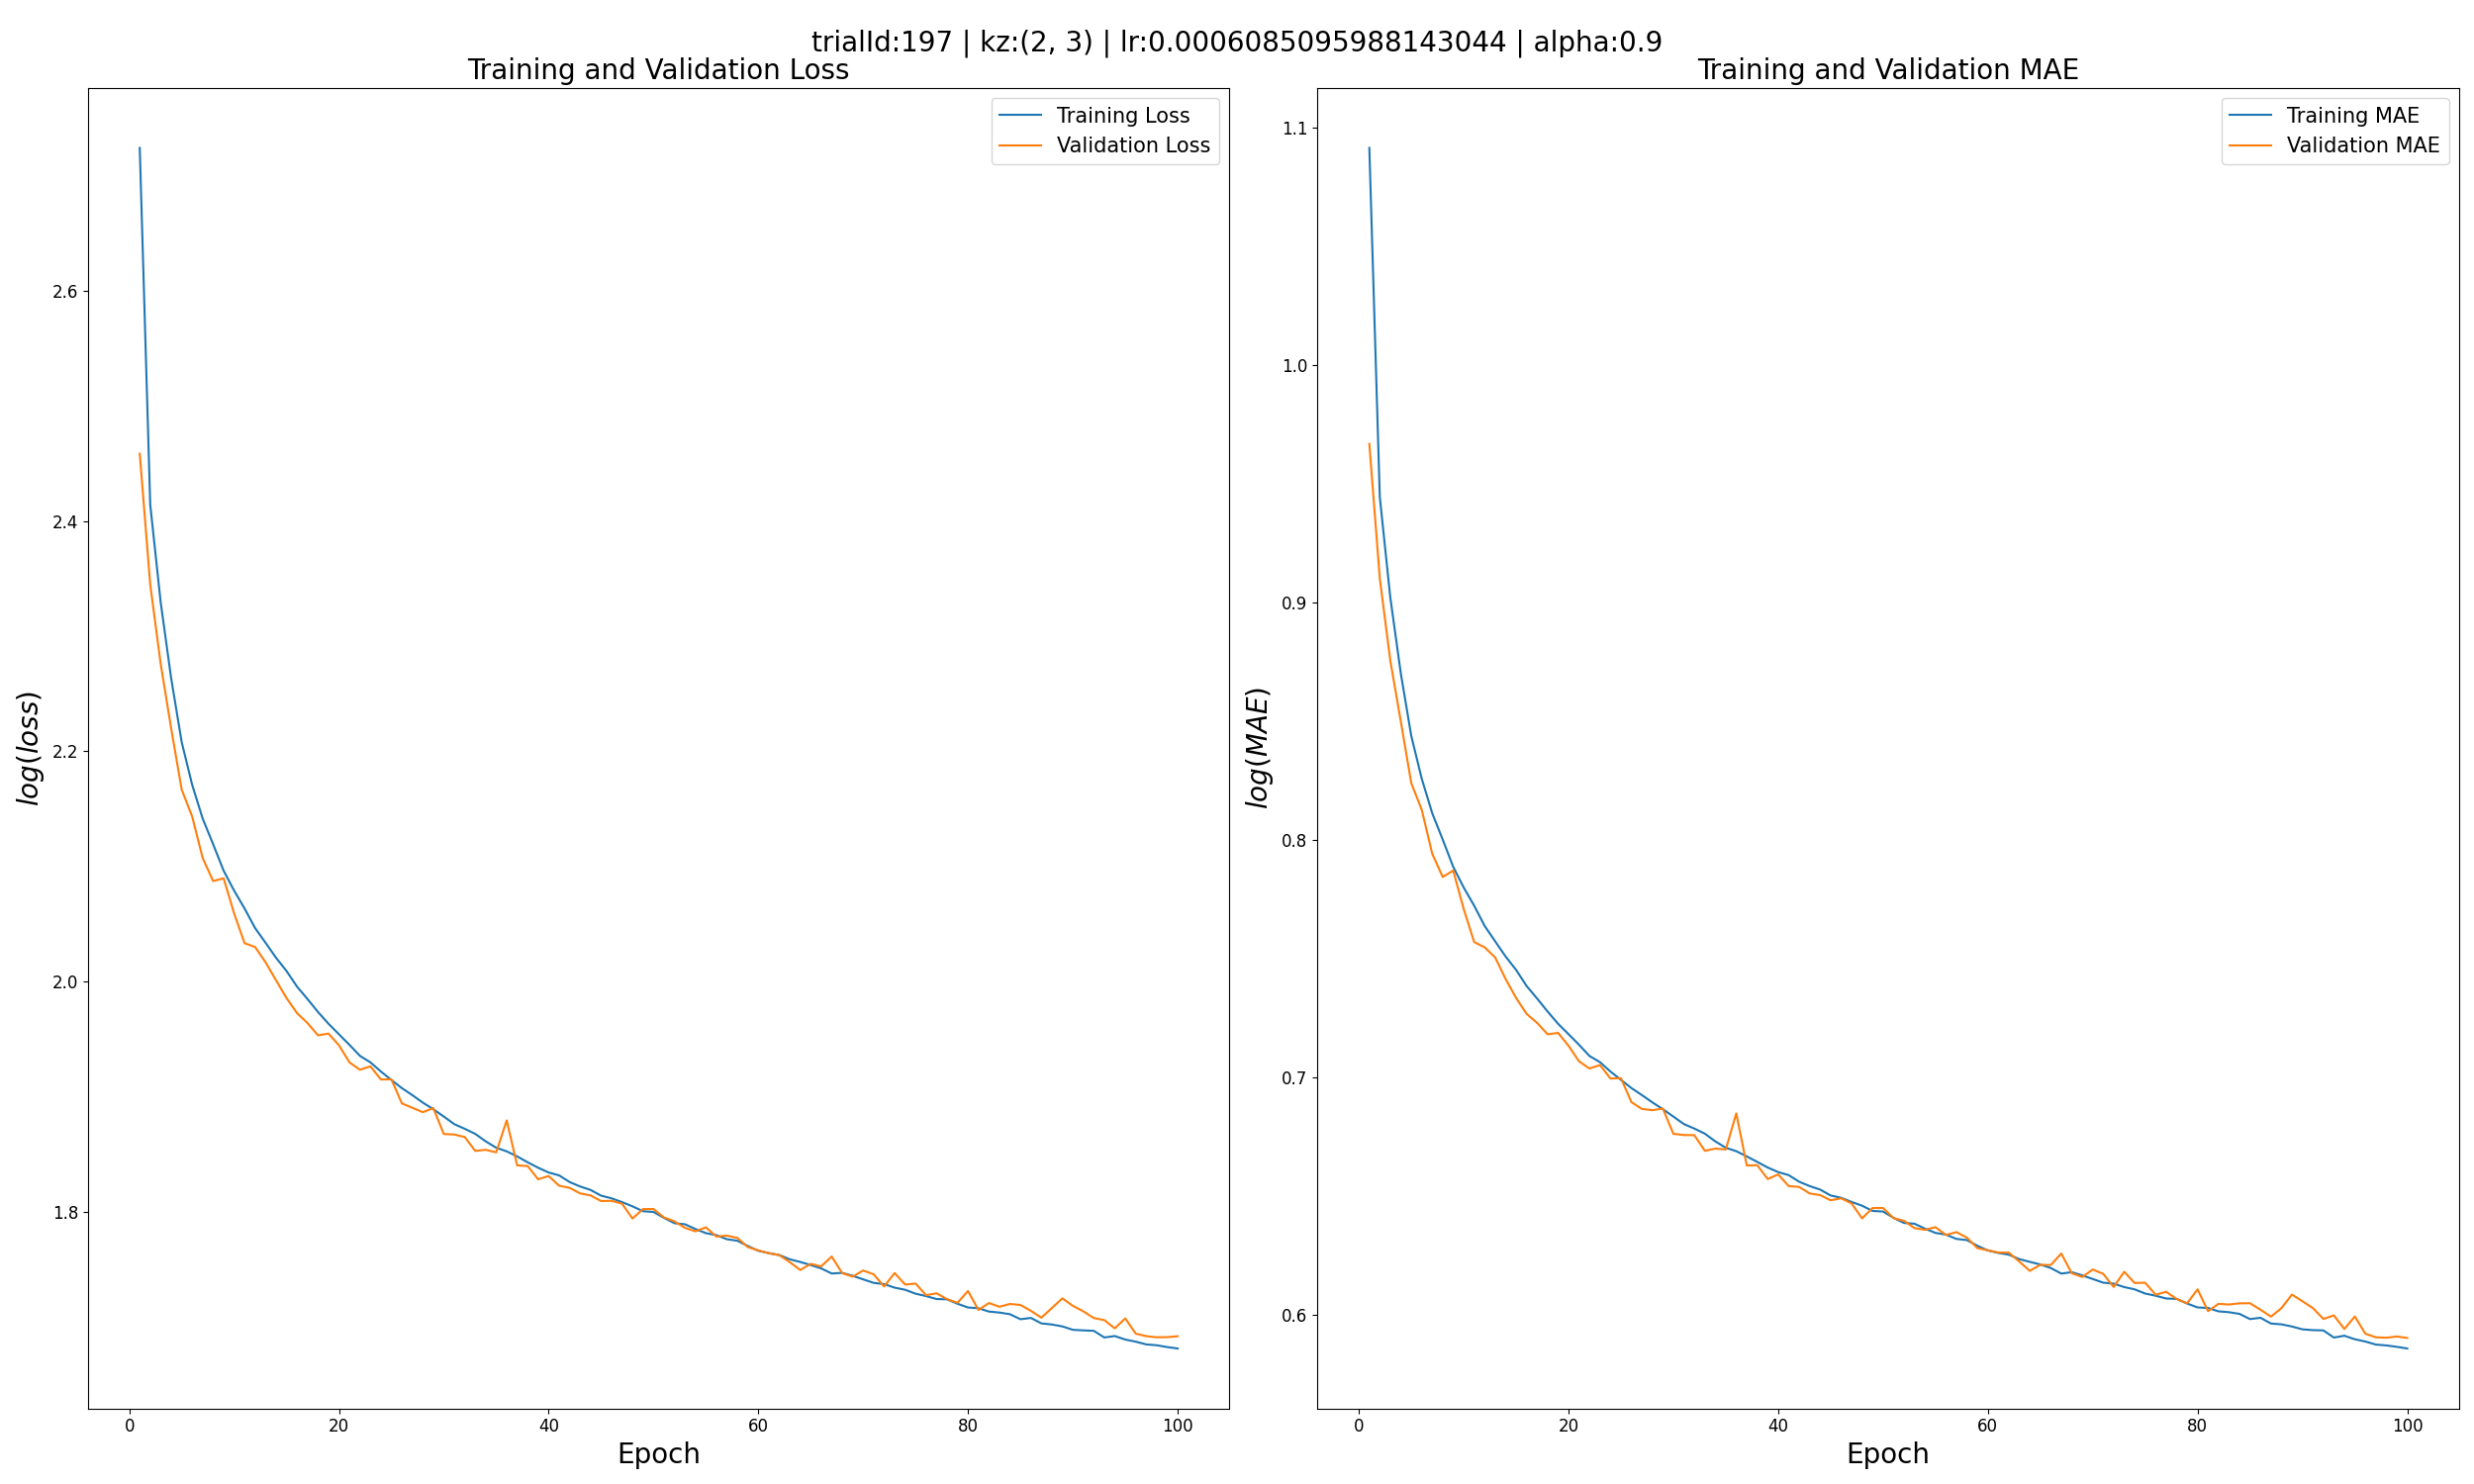 trialId:197 | kz:(2, 3) | lr:0.0006085095988143044 | alpha:0.9
Training and Validation Loss
Training Loss
Validation Loss
2.6
2.4
2.2
2.0
1.8
log(loss)
0 20 40 60 80 100
Epoch
Training and Validation MAE
Training MAE
Validation MAE
1.1
1.0
0.9
0.8
0.7
0.6
log(MAE)
0 20 40 60 80 100
Epoch